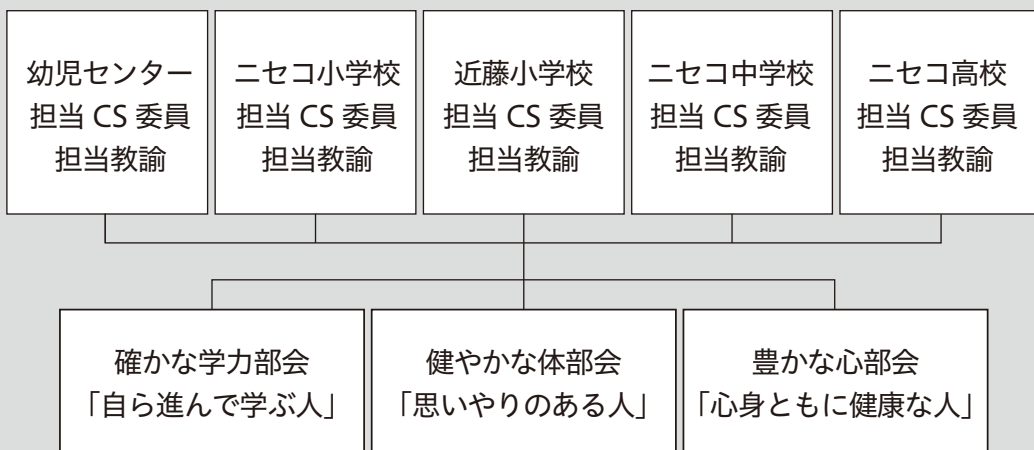 幼児センター
担当 CS 委員
担当教諭
ニセコ小学校
担当 CS 委員
担当教諭
近藤小学校
担当 CS 委員
担当教諭
ニセコ中学校
担当 CS 委員
担当教諭
ニセコ高校
担当 CS 委員
担当教諭
確かな学力部会
「自ら進んで学ぶ人」
健やかな体部会
「思いやりのある人」
豊かな心部会
「心身ともに健康な人」